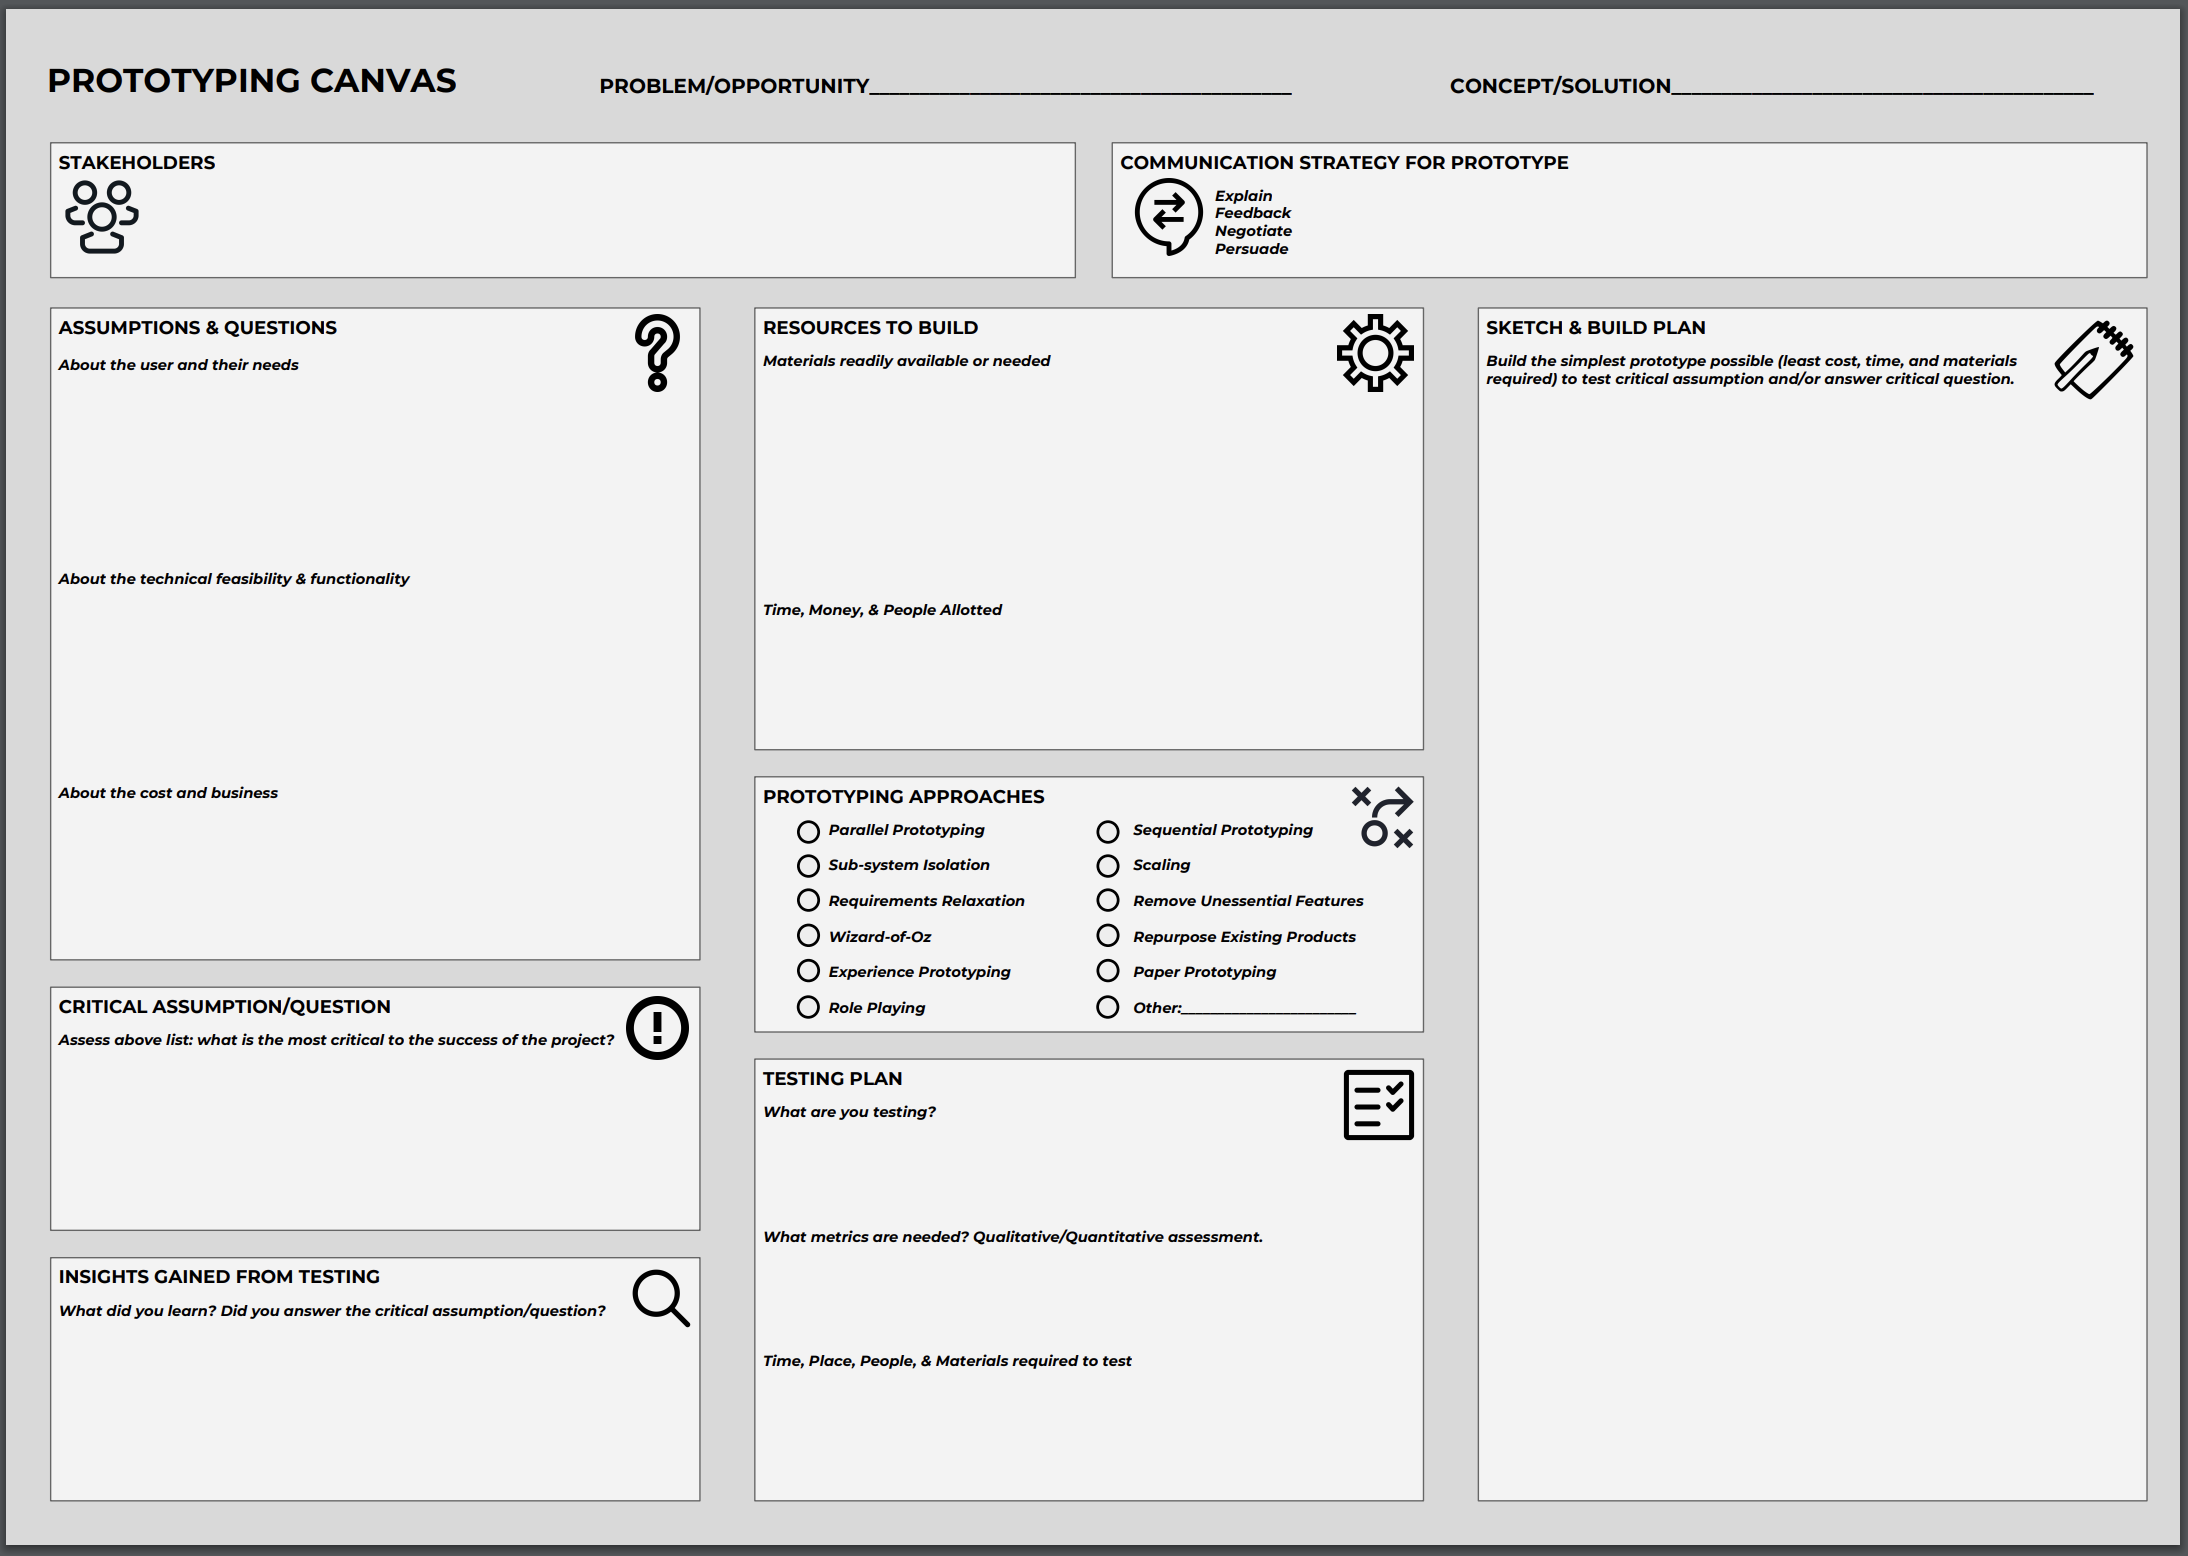 PROTOTYPING CANVAS
PROBLEM/OPPORTUNITY________________________________________
CONCEPT/SOLUTION________________________________________
STAKEHOLDERS
COMMUNICATION STRATEGY FOR PROTOTYPE
Explain
Feedback
Negotiate
Persuade
ASSUMPTIONS & QUESTIONS
About the user and their needs
About the technical feasibility & functionality
About the cost and business
CRITICAL ASSUMPTION/QUESTION
Assess above list: what is the most critical to the success of the project?
INSIGHTS GAINED FROM TESTING
What did you learn? Did you answer the critical assumption/question?
RESOURCES TO BUILD
Materials readily available or needed
Time, Money, & People Allotted
PROTOTYPING APPROACHES
Parallel Prototyping
Sequential Prototyping
Sub-system Isolation
Scaling
Requirements Relaxation
Remove Unessential Features
Wizard-of-Oz
Repurpose Existing Products
Experience Prototyping
Paper Prototyping
Role Playing
Other:______________________
TESTING PLAN
What are you testing?
What metrics are needed? Qualitative/Quantitative assessment.
Time, Place, People, & Materials required to test
SKETCH & BUILD PLAN
Build the simplest prototype possible (least cost, time, and materials
required) to test critical assumption and/or answer critical question.